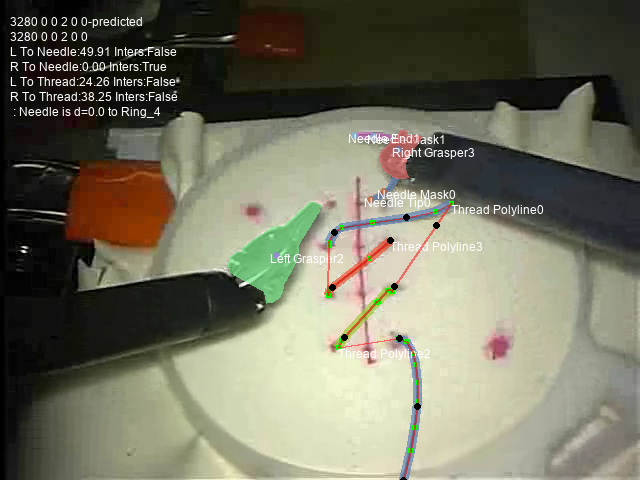 3280 0 0 2 0 0-predicted
3280 0 0 2 0 0
L To Needle:49.91 Inters:False
R To Needle:0.00 Inters:True
L To Thread:24.26 Inters:False
R To Thread:38.25 Inters:False
: Needle is d=0.0 to Ring_4
Right Grasper3
Needle Mask0
Needle Tip0
Thread Polyline0
Thread Polyline3
Left Grasper2
Thread Polyline2